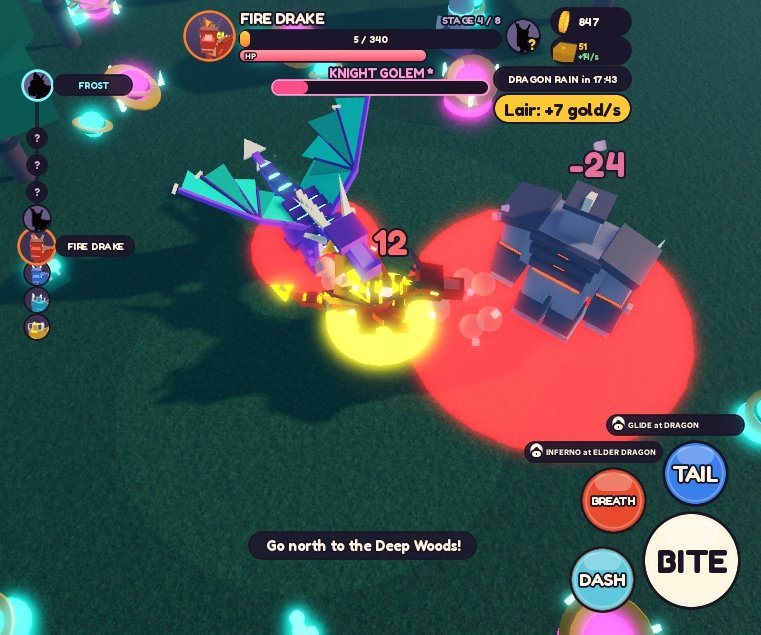 FIRE DRAKE
STAGE 4 / 8
5 / 340
HP
KNIGHT GOLEM *
?
847
51
+14/s
DRAGON RAIN in 17:43
Lair: +7 gold/s
FROST
?
?
?
FIRE DRAKE
-24
12
GLIDE at DRAGON
INFERNO at ELDER DRAGON
TAIL
BREATH
BITE
DASH
Go north to the Deep Woods!